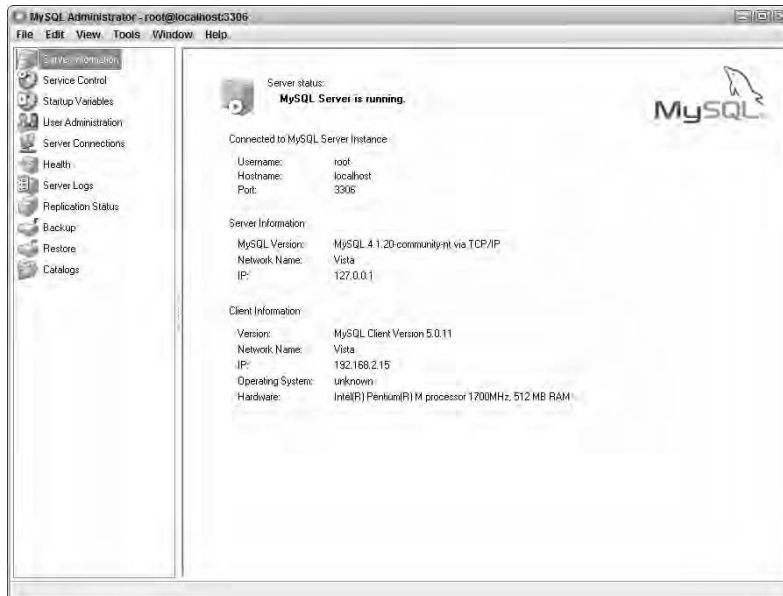 MySQL Administrator - root@localhost:3306
File Edit View Tools Window Help
Server Information
Service Control
Startup Variables
User Administration
Server Connections
Health
Server Logs
Replication Status
Backup
Restore
Catalogs
Server status:
MySQL Server is running.
MySQL
Connected to MySQL Server Instance
Username: root
Hostname: localhost
Port: 3306
Server Information
MySQL Version: MySQL 4.1.20-community-nt via TCP/IP
Network Name: Vista
IP: 127.0.0.1
Client Information
Version: MySQL Client Version 5.0.11
Network Name: Vista
IP: 192.168.2.15
Operating System: unknown
Hardware: Intel(R) Pentium(R) M processor 1700MHz, 512 MB RAM